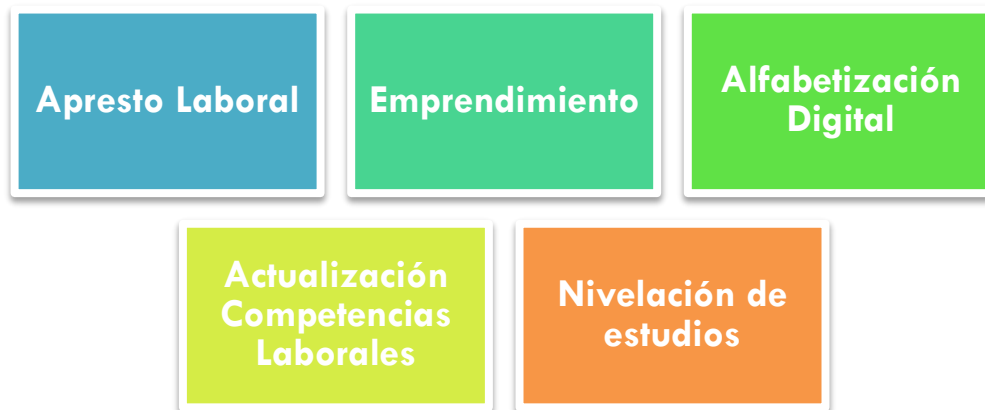 Apresto Laboral
Emprendimiento
Alfabetización
Digital
Actualización
Competencias
Laborales
Nivelación de
estudios